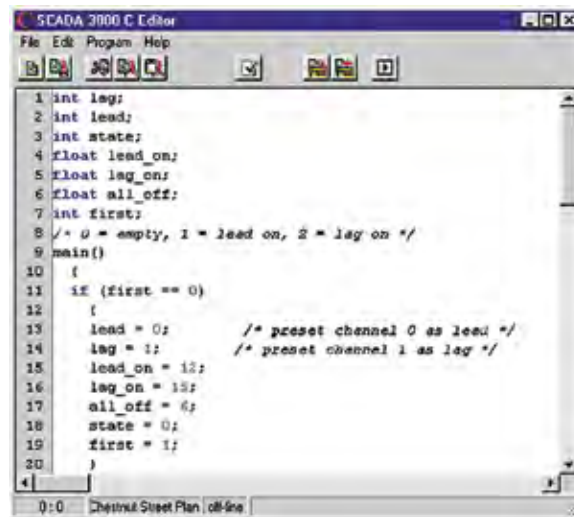 SCADA 3000 C Editor
File Edit Program Help
1 int lag;
2 int lead;
3 int state;
4 float lead_on;
5 float lag_on;
6 float all_off;
7 int first;
8 /* 0 = empty, 1 = lead on, 2 = lag on */
9 main()
10 {
11 if (first == 0)
12 {
13 lead = 0; /* preset channel 0 as lead */
14 lag = 1; /* preset channel 1 as lag */
15 lead_on = 12;
16 lag_on = 15;
17 all_off = 6;
18 state = 0;
19 first = 1;
20 }
0:0 Chestnut Street Plan off-line